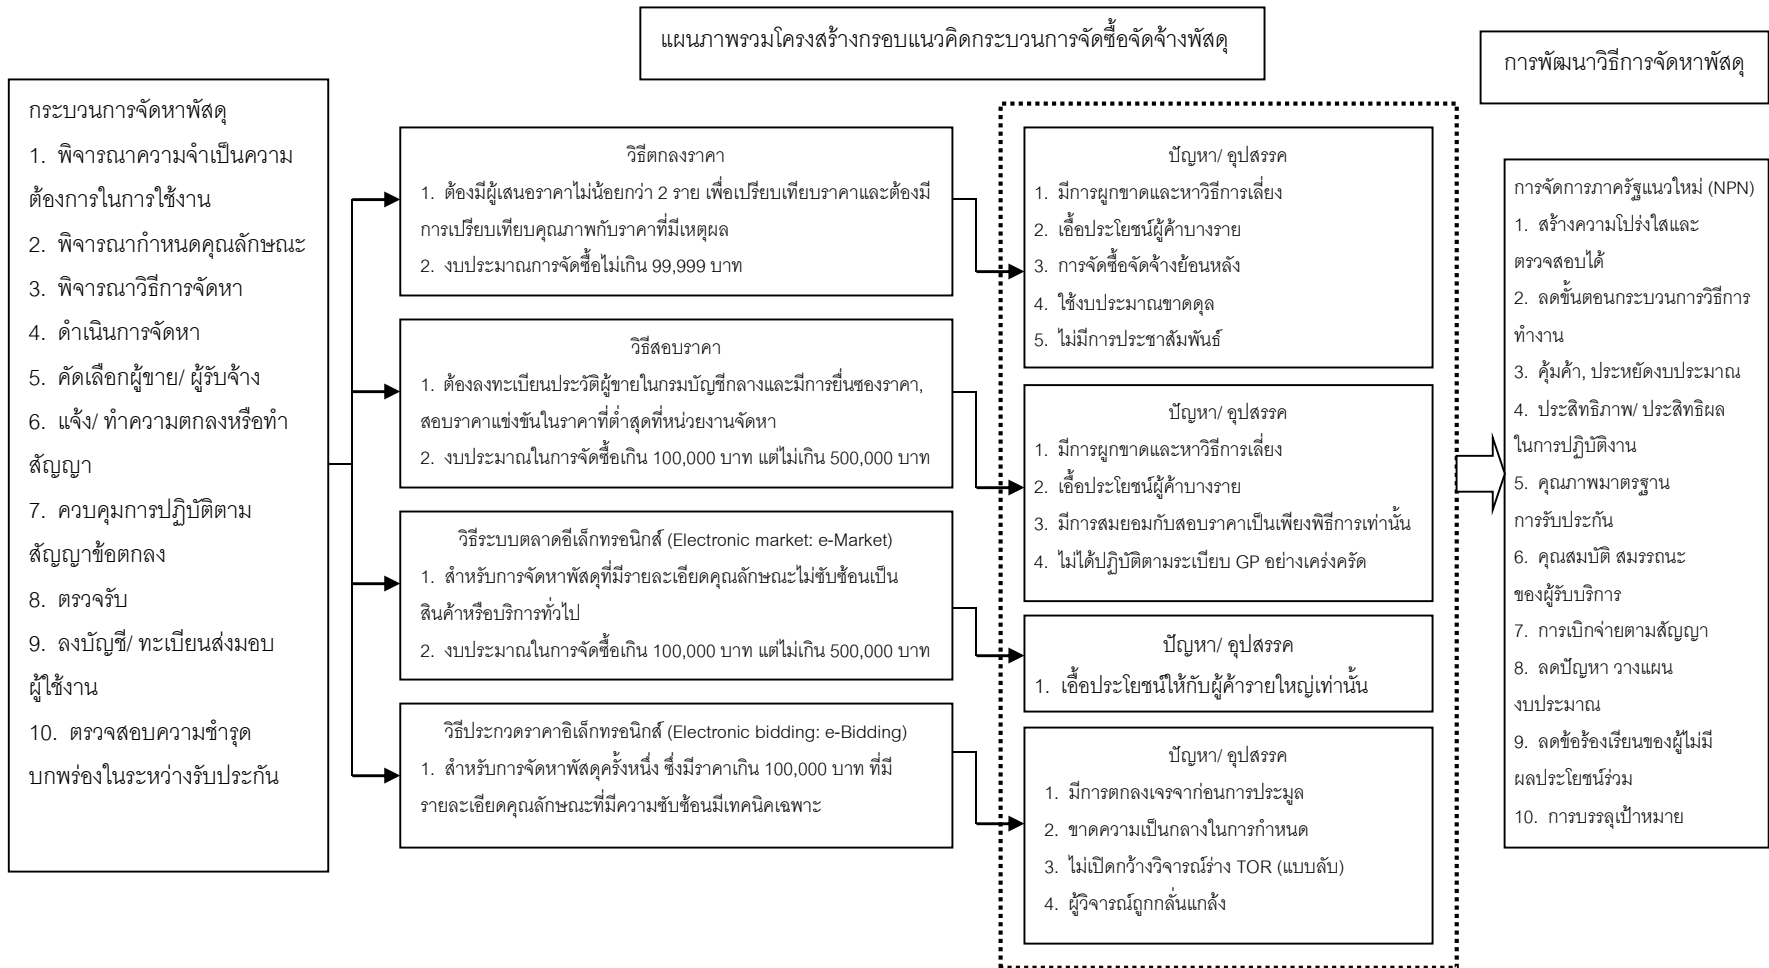 แผนภาพรวมโครงสร้างกรอบแนวคิดกระบวนการจัดซื้อจัดจ้างพัสดุ
การพัฒนาวิธีการจัดหาพัสดุ
กระบวนการจัดหาพัสดุ
1. พิจารณาความจำเป็นความ
ต้องการในการใช้งาน
2. พิจารณากำหนดคุณลักษณะ
3. พิจารณาวิธีการจัดหา
4. ดำเนินการจัดหา
5. คัดเลือกผู้ขาย/ ผู้รับจ้าง
6. แจ้ง/ ทำความตกลงหรือทำ
สัญญา
7. ควบคุมการปฏิบัติตาม
สัญญาข้อตกลง
8. ตรวจรับ
9. ลงบัญชี/ ทะเบียนส่งมอบ
ผู้ใช้งาน
10. ตรวจสอบความชำรุด
บกพร่องในระหว่างรับประกัน
วิธีตกลงราคา
1. ต้องมีผู้เสนอราคาไม่น้อยกว่า 2 ราย เพื่อเปรียบเทียบราคาและต้องมี
การเปรียบเทียบคุณภาพกับราคาที่มีเหตุผล
2. งบประมาณการจัดซื้อไม่เกิน 99,999 บาท
วิธีสอบราคา
1. ต้องลงทะเบียนประวัติผู้ขายในกรมบัญชีกลางและมีการยื่นซองราคา,
สอบราคาแข่งขันในราคาที่ต่ำสุดที่หน่วยงานจัดหา
2. งบประมาณในการจัดซื้อเกิน 100,000 บาท แต่ไม่เกิน 500,000 บาท
วิธีระบบตลาดอีเล็กทรอนิกส์ (Electronic market: e-Market)
1. สำหรับการจัดหาพัสดุที่มีรายละเอียดคุณลักษณะไม่ซับซ้อนเป็น
สินค้าหรือบริการทั่วไป
2. งบประมาณในการจัดซื้อเกิน 100,000 บาท แต่ไม่เกิน 500,000 บาท
วิธีประกวดราคาอิเล็กทรอนิกส์ (Electronic bidding: e-Bidding)
1. สำหรับการจัดหาพัสดุครั้งหนึ่ง ซึ่งมีราคาเกิน 100,000 บาท ที่มี
รายละเอียดคุณลักษณะที่มีความซับซ้อนมีเทคนิคเฉพาะ
ปัญหา/ อุปสรรค
1. มีการผูกขาดและหาวิธีการเลี่ยง
2. เอื้อประโยชน์ผู้ค้าบางราย
3. การจัดซื้อจัดจ้างย้อนหลัง
4. ใช้งบประมาณขาดดุล
5. ไม่มีการประชาสัมพันธ์
ปัญหา/ อุปสรรค
1. มีการผูกขาดและหาวิธีการเลี่ยง
2. เอื้อประโยชน์ผู้ค้าบางราย
3. มีการสมยอมกับสอบราคาเป็นเพียงพิธีการเท่านั้น
4. ไม่ได้ปฏิบัติตามระเบียบ GP อย่างเคร่งครัด
ปัญหา/ อุปสรรค
1. เอื้อประโยชน์ให้กับผู้ค้ารายใหญ่เท่านั้น
ปัญหา/ อุปสรรค
1. มีการตกลงเจรจาก่อนการประมูล
2. ขาดความเป็นกลางในการกำหนด
3. ไม่เปิดกว้างวิจารณ์ร่าง TOR (แบบลับ)
4. ผู้วิจารณ์ถูกกลั่นแกล้ง
การจัดการภาครัฐแนวใหม่ (NPN)
1. สร้างความโปร่งใสและ
ตรวจสอบได้
2. ลดขั้นตอนกระบวนการวิธีการ
ทำงาน
3. คุ้มค้า, ประหยัดงบประมาณ
4. ประสิทธิภาพ/ ประสิทธิผล
ในการปฏิบัติงาน
5. คุณภาพมาตรฐาน
การรับประกัน
6. คุณสมบัติ สมรรถนะ
ของผู้รับบริการ
7. การเบิกจ่ายตามสัญญา
8. ลดปัญหา วางแผน
งบประมาณ
9. ลดข้อร้องเรียนของผู้ไม่มี
ผลประโยชน์ร่วม
10. การบรรลุเป้าหมาย